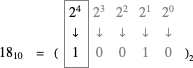 2⁴ 2³ 2² 2¹ 2⁰
↓ ↓ ↓ ↓ ↓
18₁₀ = ( 1 0 0 1 0 )₂